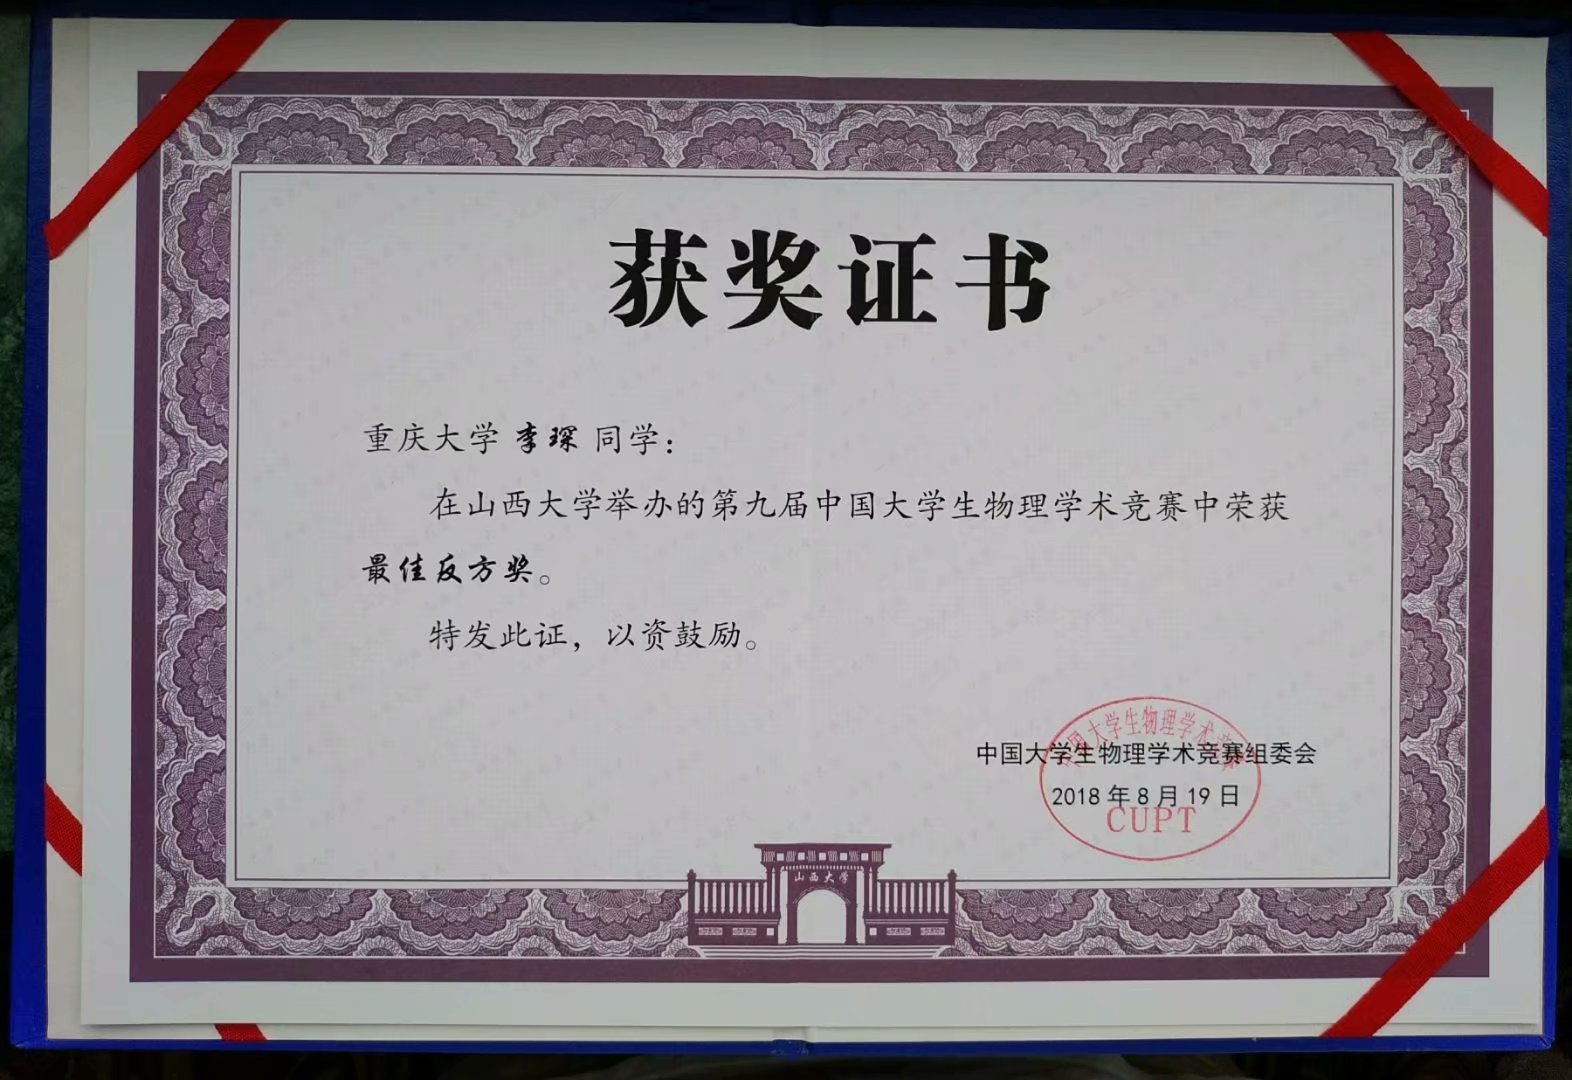 获奖证书
重庆大学 李琛 同学：
在山西大学举办的第九届中国大学生物理学术竞赛中荣获
最佳反方奖。
特发此证，以资鼓励。
中国大学生物理学术竞赛组委会
2018 年 8 月 19 日
中国大学生物理学术竞赛
CUPT
山西大学